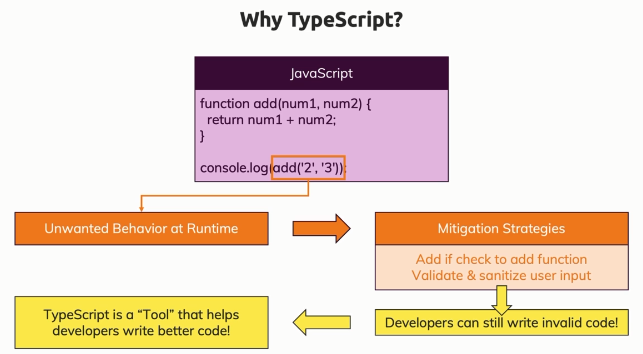 Why TypeScript?
JavaScript
function add(num1, num2) {
return num1 + num2;
}
console.log(add('2', '3'));
Unwanted Behavior at Runtime
Mitigation Strategies
Add if check to add function
Validate & sanitize user input
TypeScript is a “Tool” that helps
developers write better code!
Developers can still write invalid code!